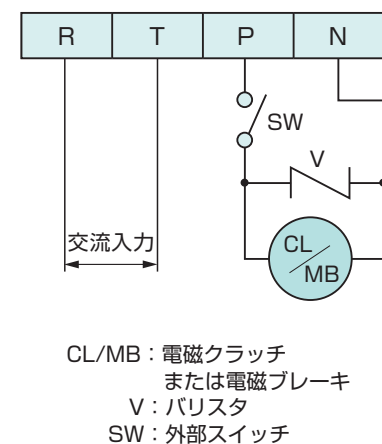 R T P N
SW
V
交流入力
CL
MB
CL/MB：電磁クラッチ
または電磁ブレーキ
V：バリスタ
SW：外部スイッチ